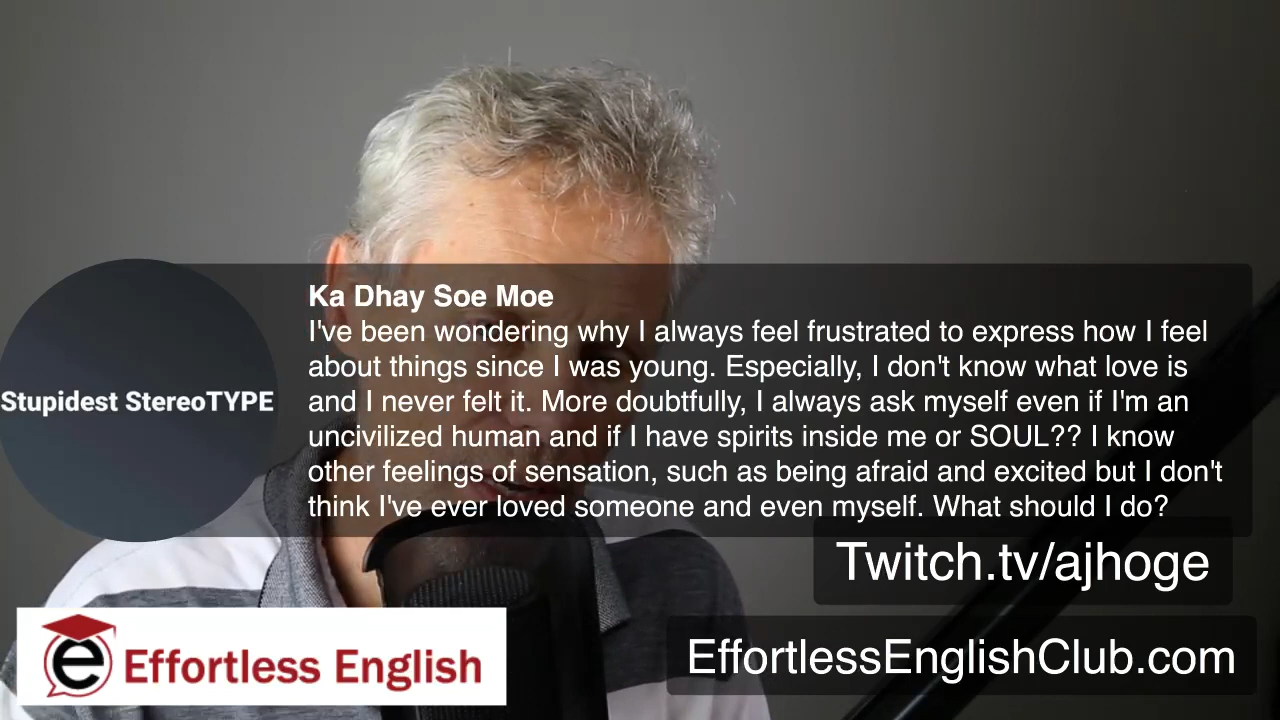 Ka Dhay Soe Moe
I've been wondering why I always feel frustrated to express how I feel
about things since I was young. Especially, I don't know what love is
and I never felt it. More doubtfully, I always ask myself even if I'm an
uncivilized human and if I have spirits inside me or SOUL?? I know
other feelings of sensation, such as being afraid and excited but I don't
think I've ever loved someone and even myself. What should I do?
Stupidest StereoTYPE
Twitch.tv/ajhoge
e Effortless English
EffortlessEnglishClub.com